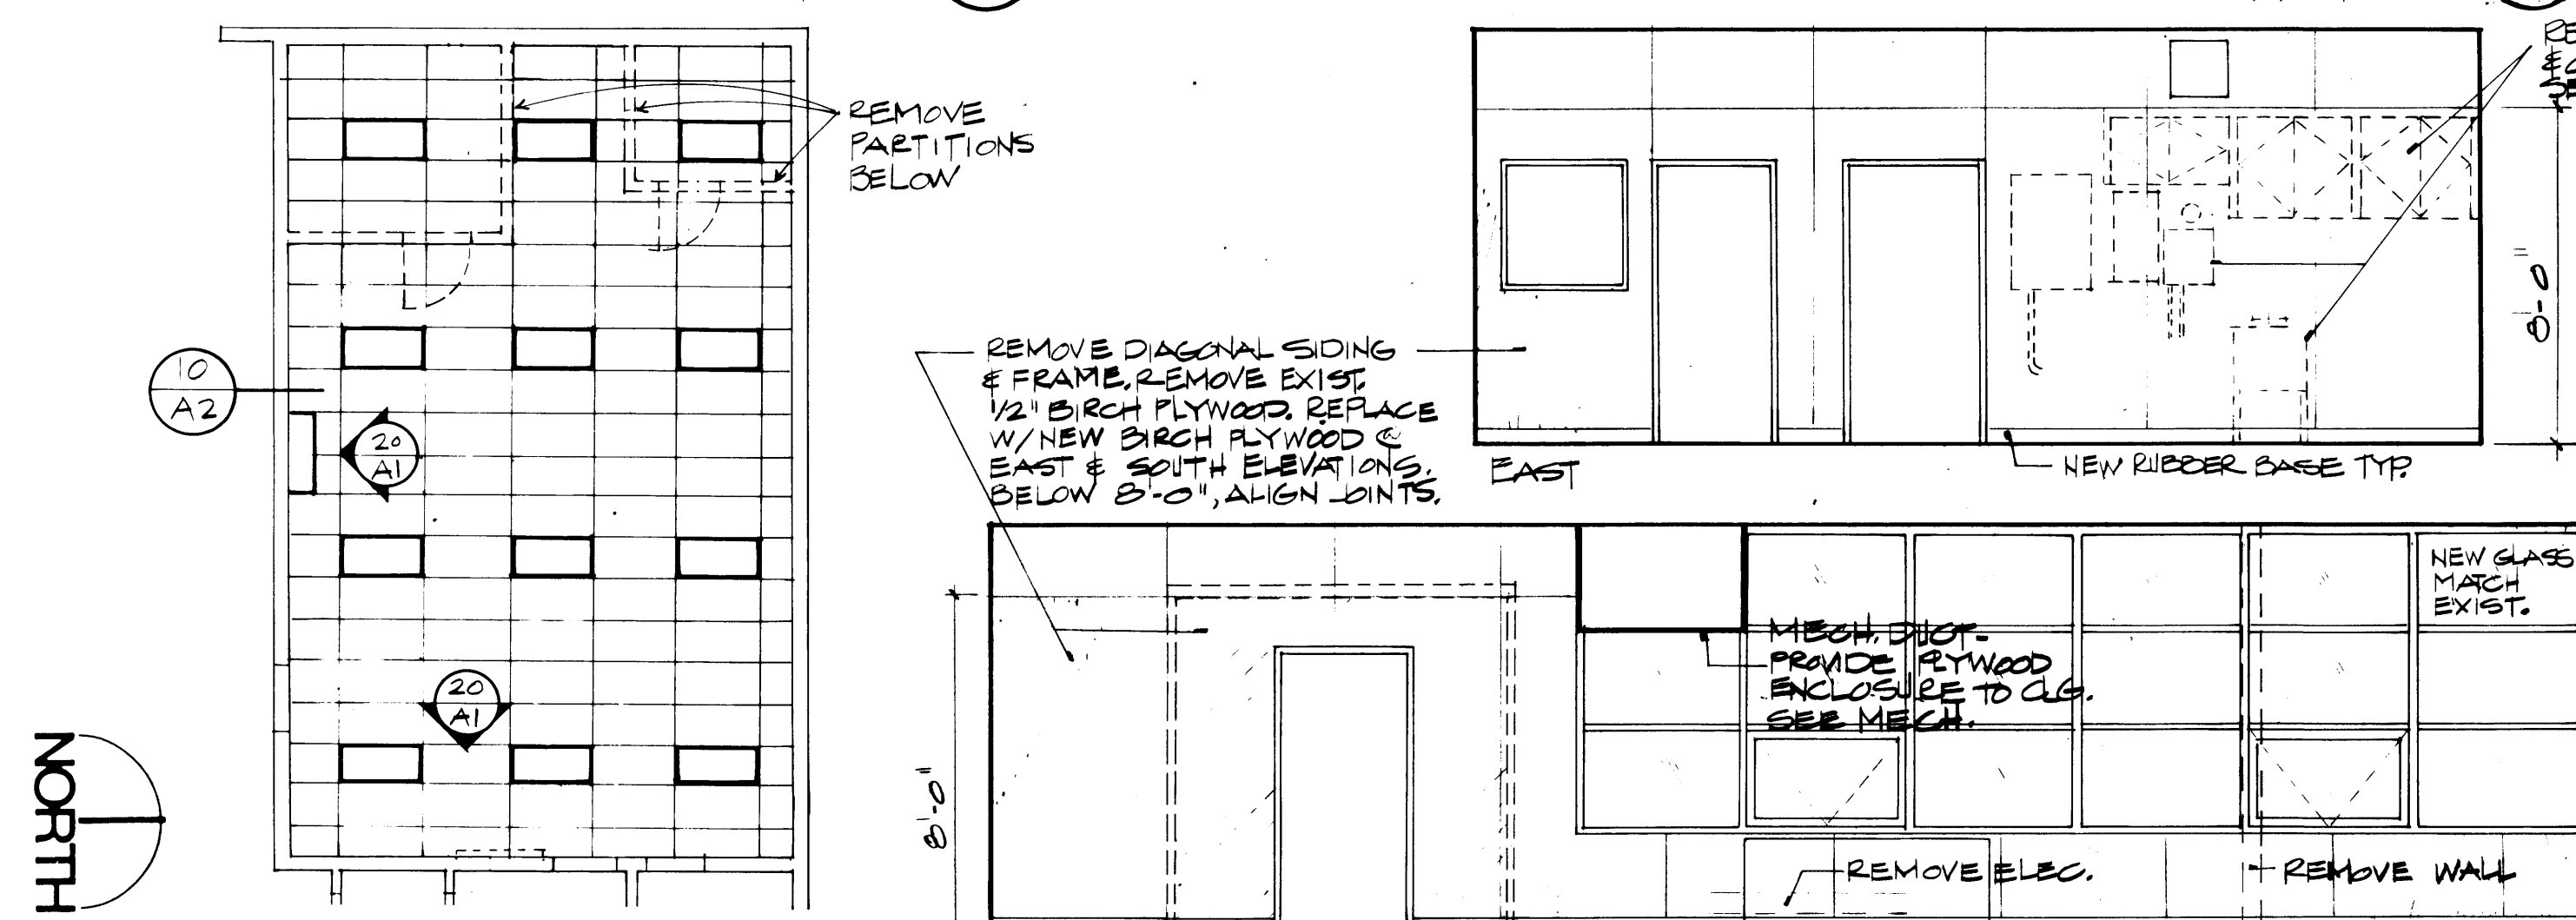 REMOVE
PARTITIONS
BELOW
10
A2
20
A1
20
A1
NORTH
REMOVE DIAGONAL SIDING
& FRAME. REMOVE EXIST.
1/2" BIRCH PLYWOOD. REPLACE
W/NEW BIRCH PLYWOOD @
EAST & SOUTH ELEVATIONS.
BELOW 8'-0", ALIGN JOINTS.
EAST
NEW RUBBER BASE TYP.
8'-0"
8'-0"
MECH. DUCT-
PROVIDE PLYWOOD
ENCLOSURE TO CLG.
SEE MECH.
NEW GLASS
MATCH
EXIST.
REMOVE ELEC.
REMOVE WALL